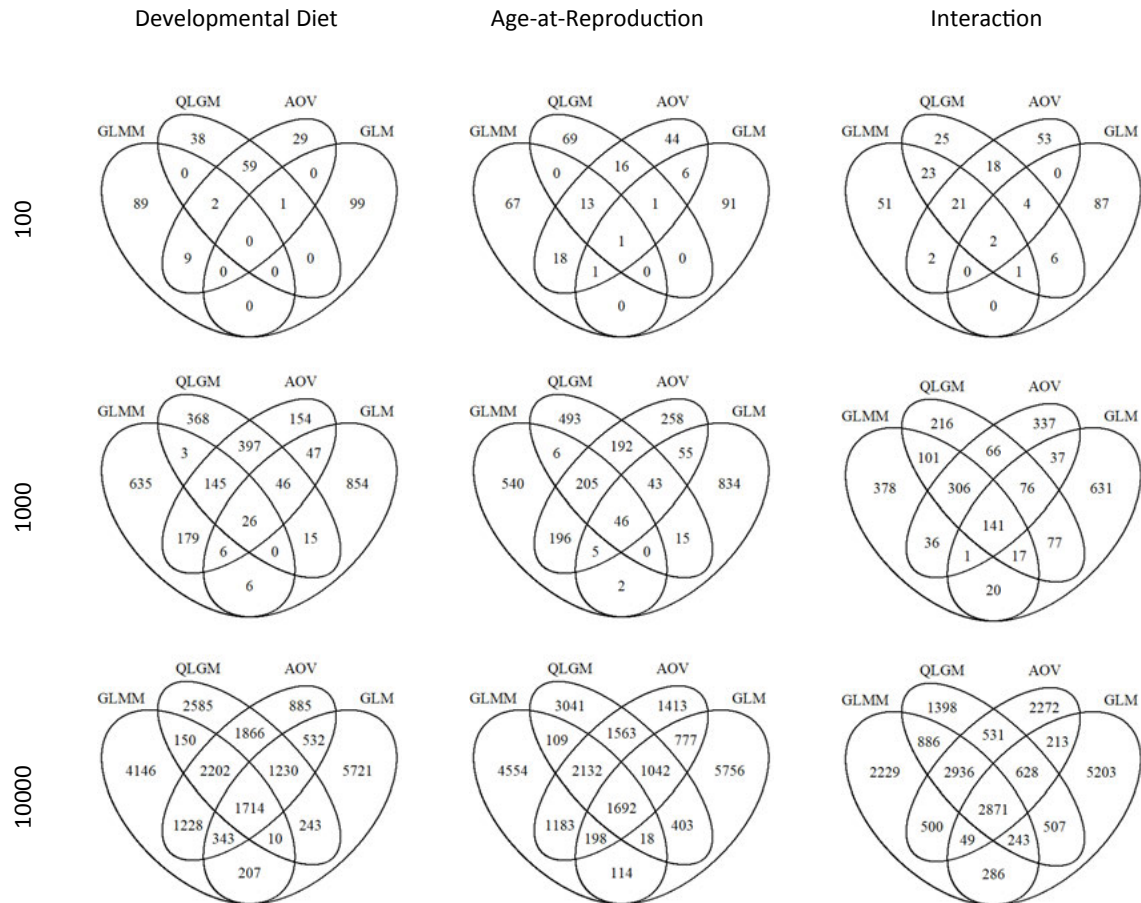 Developmental Diet Age-at-Reproduction Interaction
100
QLGM AOV
GLMM GLM
38 29
0 59 0
89 2 1 99
0
9 0 0 0
0
QLGM AOV
GLMM GLM
69 44
0 16 6
67 13 1 91
1
18 1 0 0
0
QLGM AOV
GLMM GLM
25 53
23 18 0
51 21 4 87
2
2 0 1 6
0
1000
QLGM AOV
GLMM GLM
368 154
3 397 47
635 145 46 854
26
179 6 0 15
6
QLGM AOV
GLMM GLM
493 258
6 192 55
540 205 43 834
46
196 5 0 15
2
QLGM AOV
GLMM GLM
216 337
101 66 37
378 306 76 631
141
36 1 17 77
20
10000
QLGM AOV
GLMM GLM
2585 885
150 1866 532
4146 2202 1230 5721
1714
1228 343 10 243
207
QLGM AOV
GLMM GLM
3041 1413
109 1563 777
4554 2132 1042 5756
1692
1183 198 18 403
114
QLGM AOV
GLMM GLM
1398 2272
886 531 213
2229 2936 628 5203
2871
500 49 243 507
286